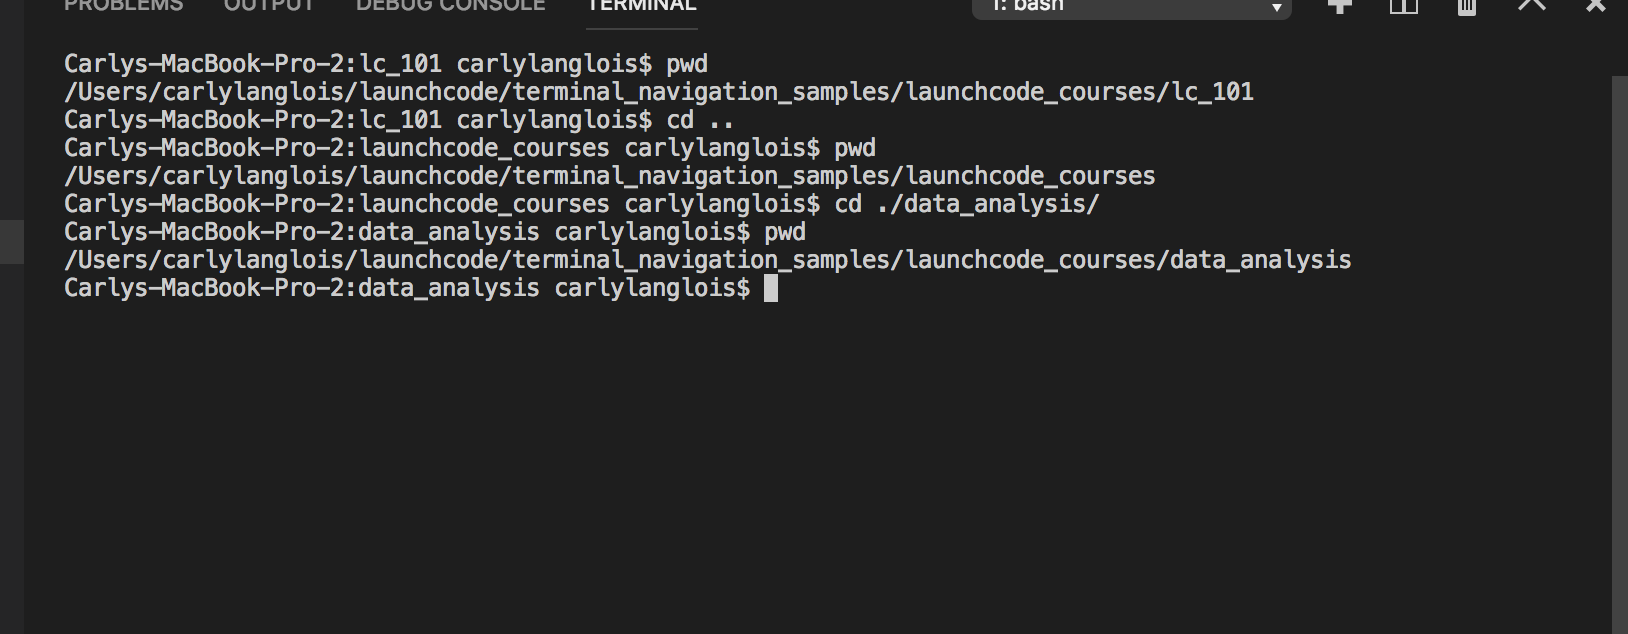 PROBLEMS OUTPUT DEBUG CONSOLE TERMINAL 1: bash
Carlys-MacBook-Pro-2:lc_101 carlylanglois$ pwd
/Users/carlylanglois/launchcode/terminal_navigation_samples/launchcode_courses/lc_101
Carlys-MacBook-Pro-2:lc_101 carlylanglois$ cd ..
Carlys-MacBook-Pro-2:launchcode_courses carlylanglois$ pwd
/Users/carlylanglois/launchcode/terminal_navigation_samples/launchcode_courses
Carlys-MacBook-Pro-2:launchcode_courses carlylanglois$ cd ./data_analysis/
Carlys-MacBook-Pro-2:data_analysis carlylanglois$ pwd
/Users/carlylanglois/launchcode/terminal_navigation_samples/launchcode_courses/data_analysis
Carlys-MacBook-Pro-2:data_analysis carlylanglois$